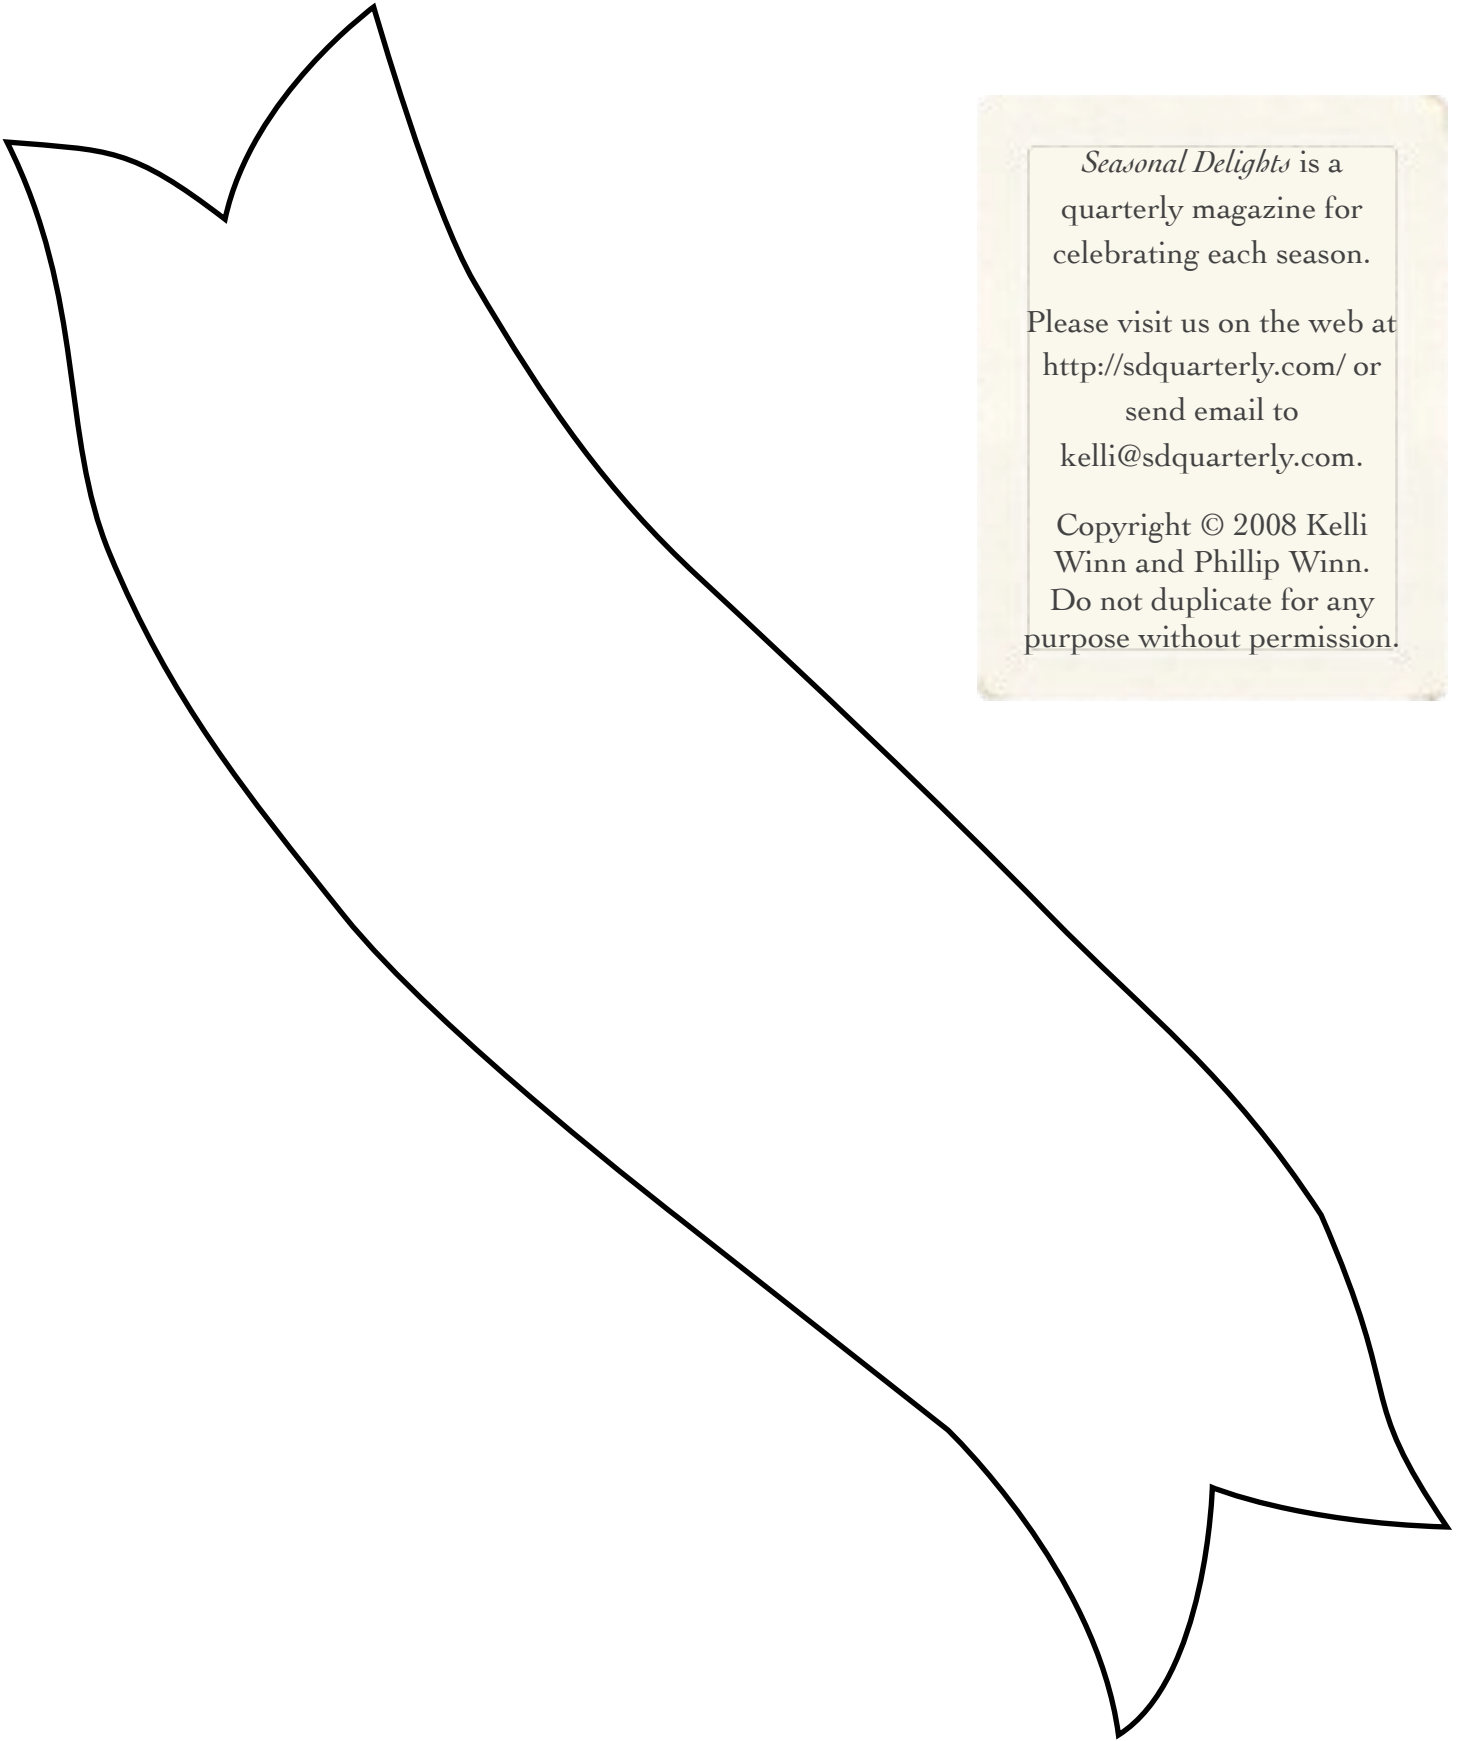 Seasonal Delights is a
quarterly magazine for
celebrating each season.
Please visit us on the web at
http://sdquarterly.com/ or
send email to
kelli@sdquarterly.com.
Copyright © 2008 Kelli
Winn and Phillip Winn.
Do not duplicate for any
purpose without permission.